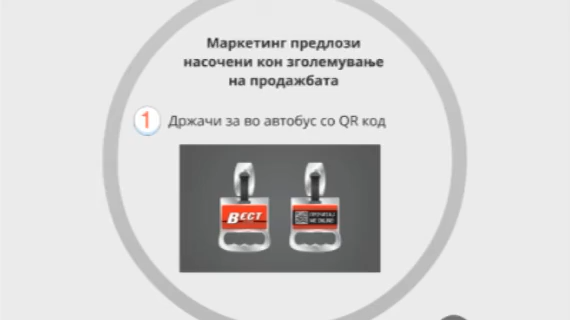 Маркетинг предлози
насочени кон зголемување
на продажбата
1 Држачи за во автобус со QR код
ВЕСТ